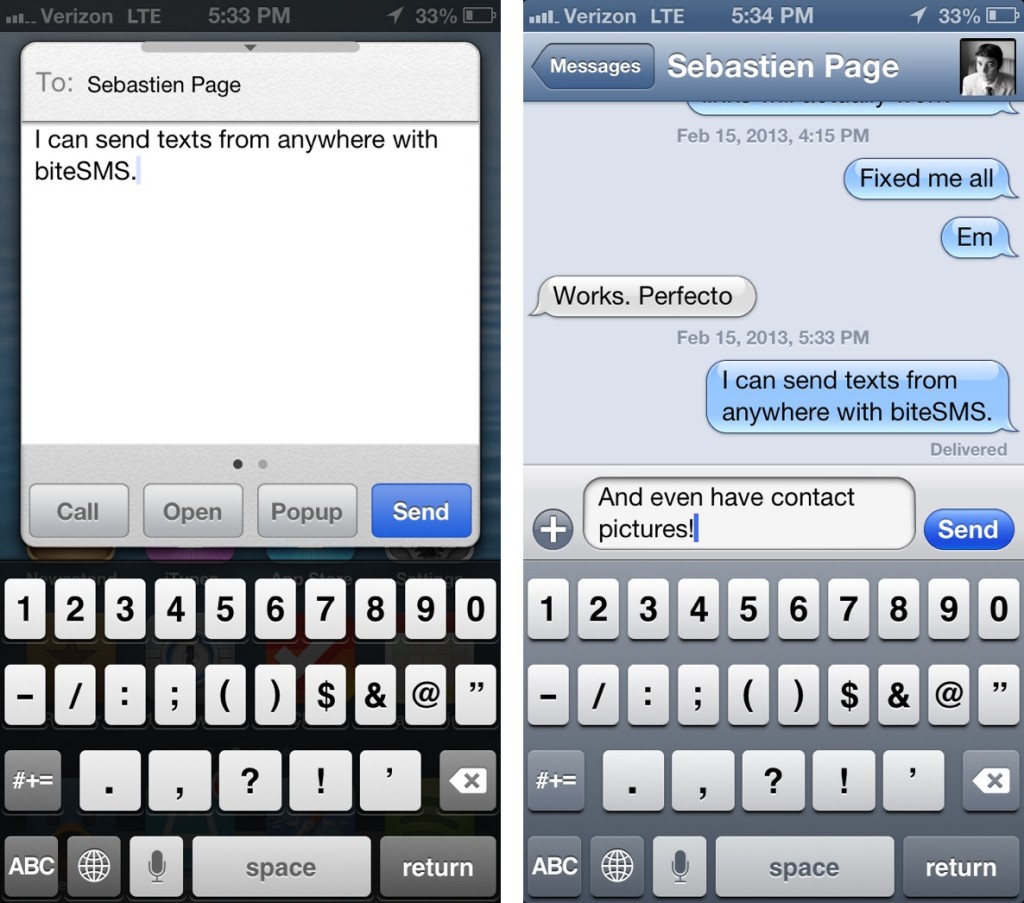 Verizon LTE 5:33 PM 33%
To: Sebastien Page
I can send texts from anywhere with
biteSMS.
Call Open Popup Send
1 2 3 4 5 6 7 8 9 0
- / : ; ( ) $ & @ ”
#+= . , ? ! ’
ABC space return
Verizon LTE 5:34 PM 33%
Messages Sebastien Page
Feb 15, 2013, 4:15 PM
Fixed me all
Em
Works. Perfecto
Feb 15, 2013, 5:33 PM
I can send texts from
anywhere with biteSMS.
Delivered
And even have contact
pictures!
Send
1 2 3 4 5 6 7 8 9 0
- / : ; ( ) $ & @ ”
#+= . , ? ! ’
ABC space return